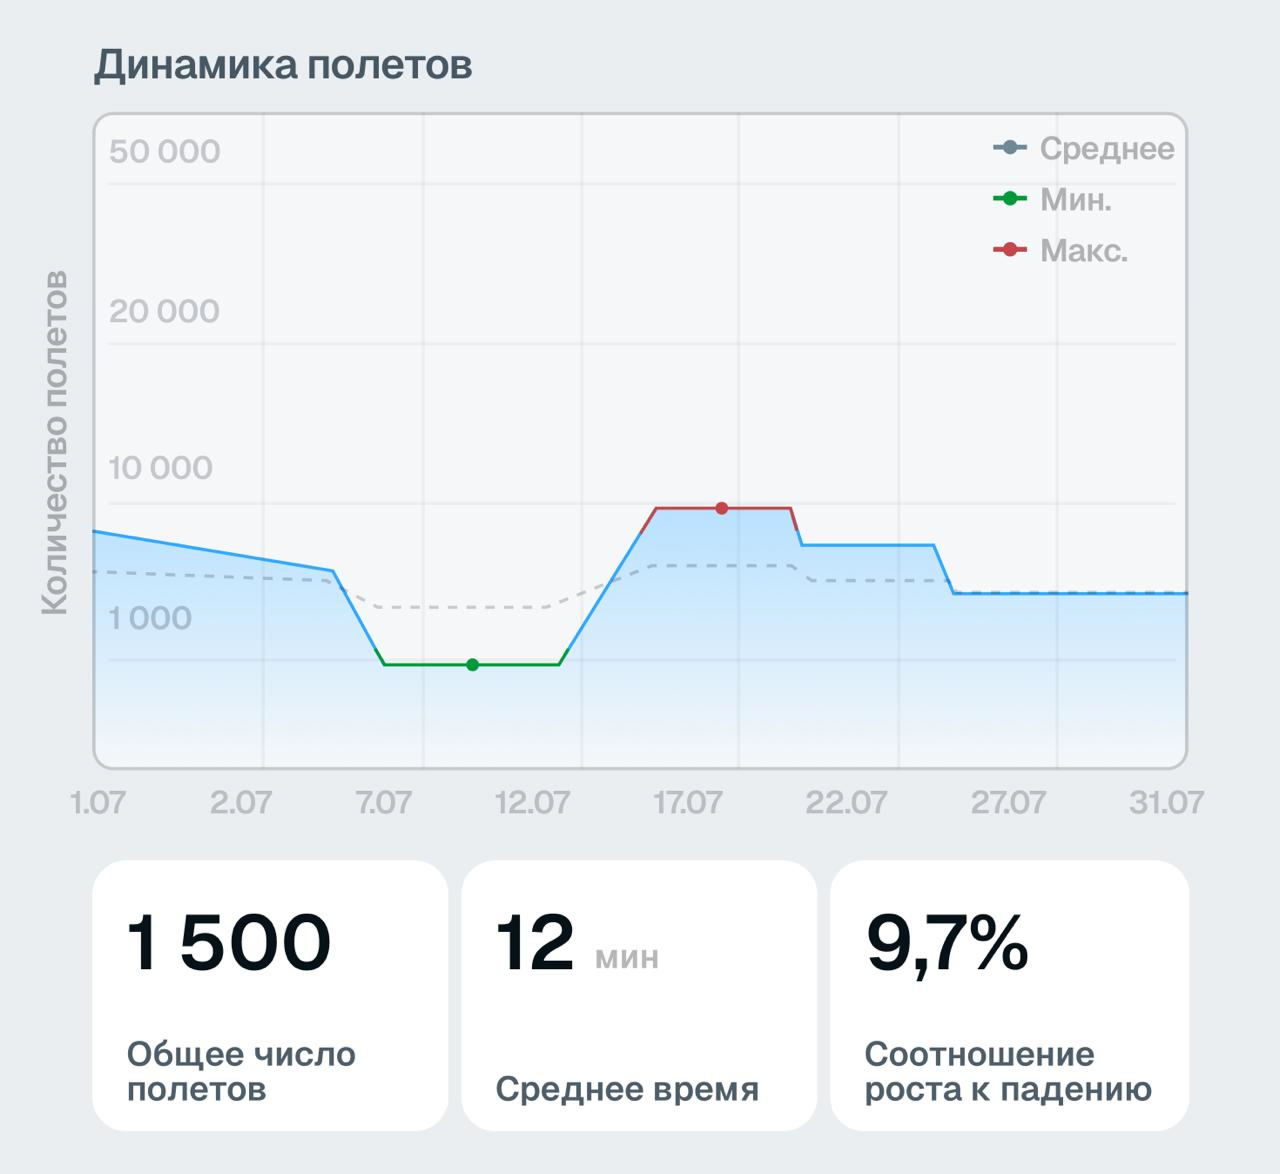 Динамика полетов
50 000
Среднее
Мин.
Макс.
20 000
Количество полетов
10 000
1 000
1.07
2.07
7.07
12.07
17.07
22.07
27.07
31.07
1 500
Общее число
полетов
12 мин
Среднее время
9,7%
Соотношение
роста к падению